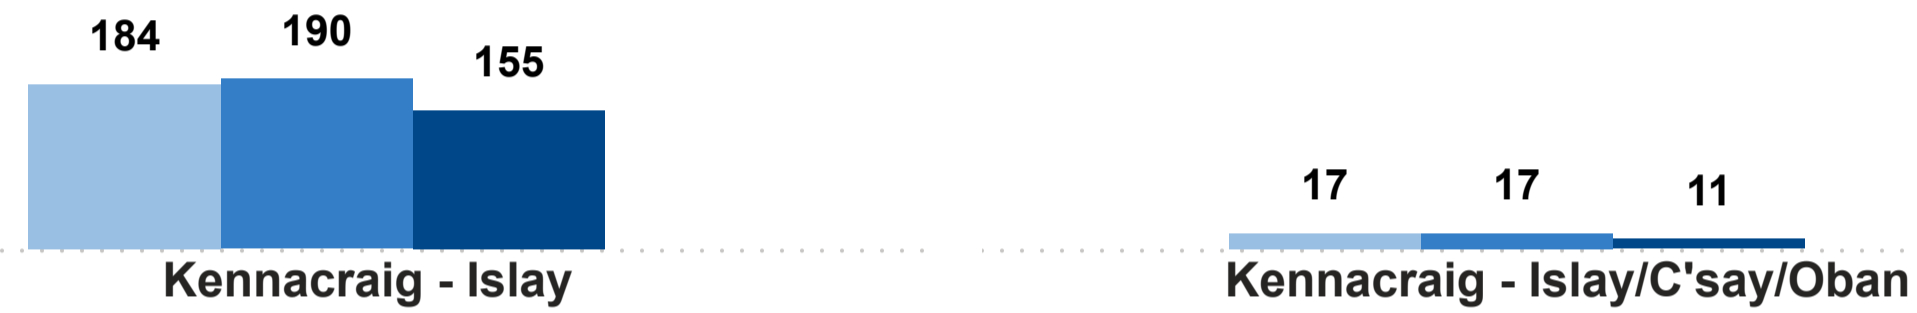 184 190 155
17 17 11
Kennacraig - Islay
Kennacraig - Islay/C'say/Oban